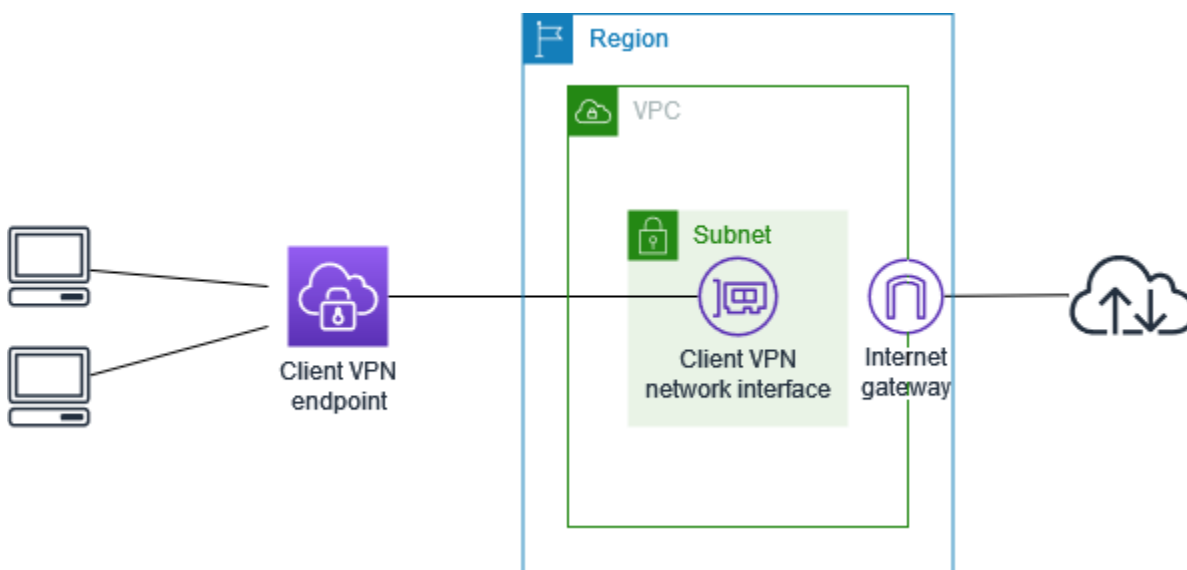 Region
VPC
Subnet
Client VPN
endpoint
Client VPN
network interface
Internet
gateway